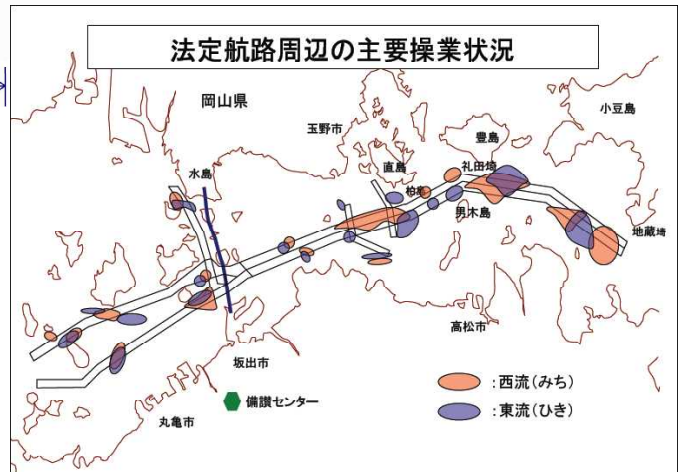 法定航路周辺の主要操業状況
岡山県
小豆島
玉野市
豊島
水島
直島
礼田埼
柏島
男木島
地蔵埼
高松市
坂出市
:西流(みち)
備讃センター
:東流(ひき)
丸亀市